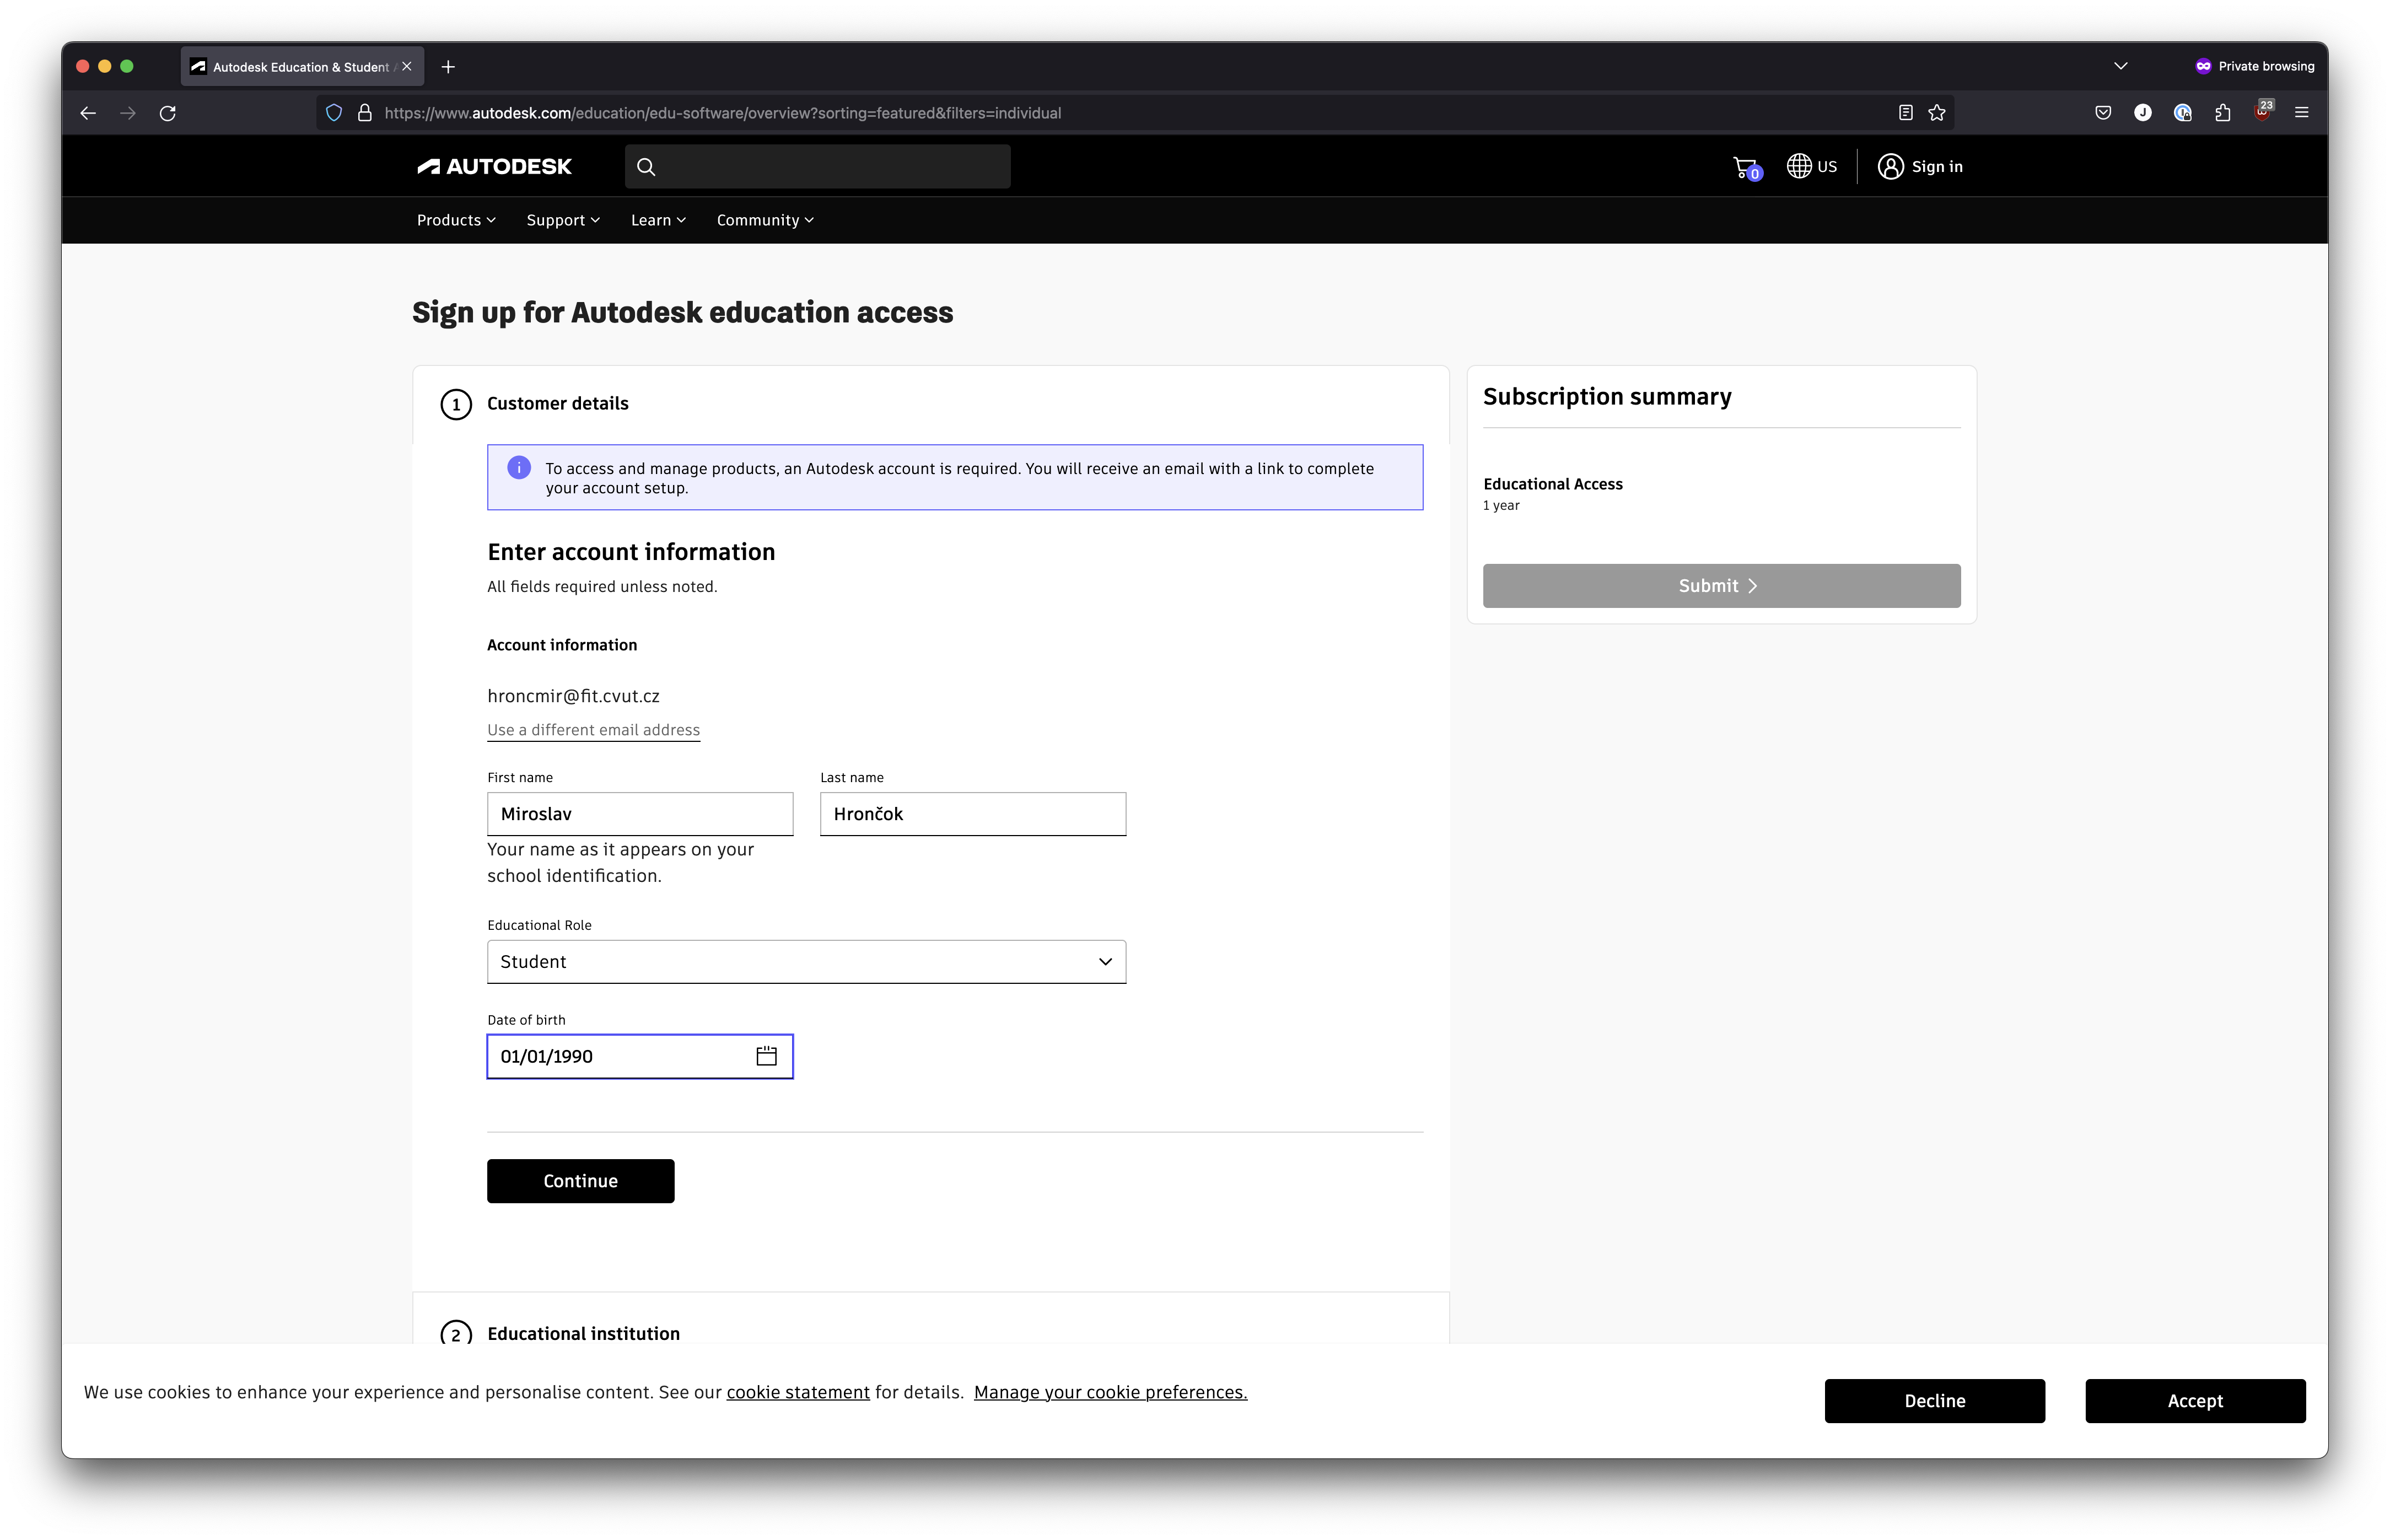 Autodesk Education & Student
Private browsing
https://www.autodesk.com/education/edu-software/overview?sorting=featured&filters=individual
J
23
AUTODESK
0
US
Sign in
Products
Support
Learn
Community
Sign up for Autodesk education access
1
Customer details
i
To access and manage products, an Autodesk account is required. You will receive an email with a link to complete
your account setup.
Enter account information
All fields required unless noted.
Account information
hroncmir@fit.cvut.cz
Use a different email address
First name
Last name
Miroslav
Hrončok
Your name as it appears on your
school identification.
Educational Role
Student
Date of birth
01/01/1990
Continue
2
Educational institution
Subscription summary
Educational Access
1 year
Submit
We use cookies to enhance your experience and personalise content. See our cookie statement for details. Manage your cookie preferences.
Decline
Accept